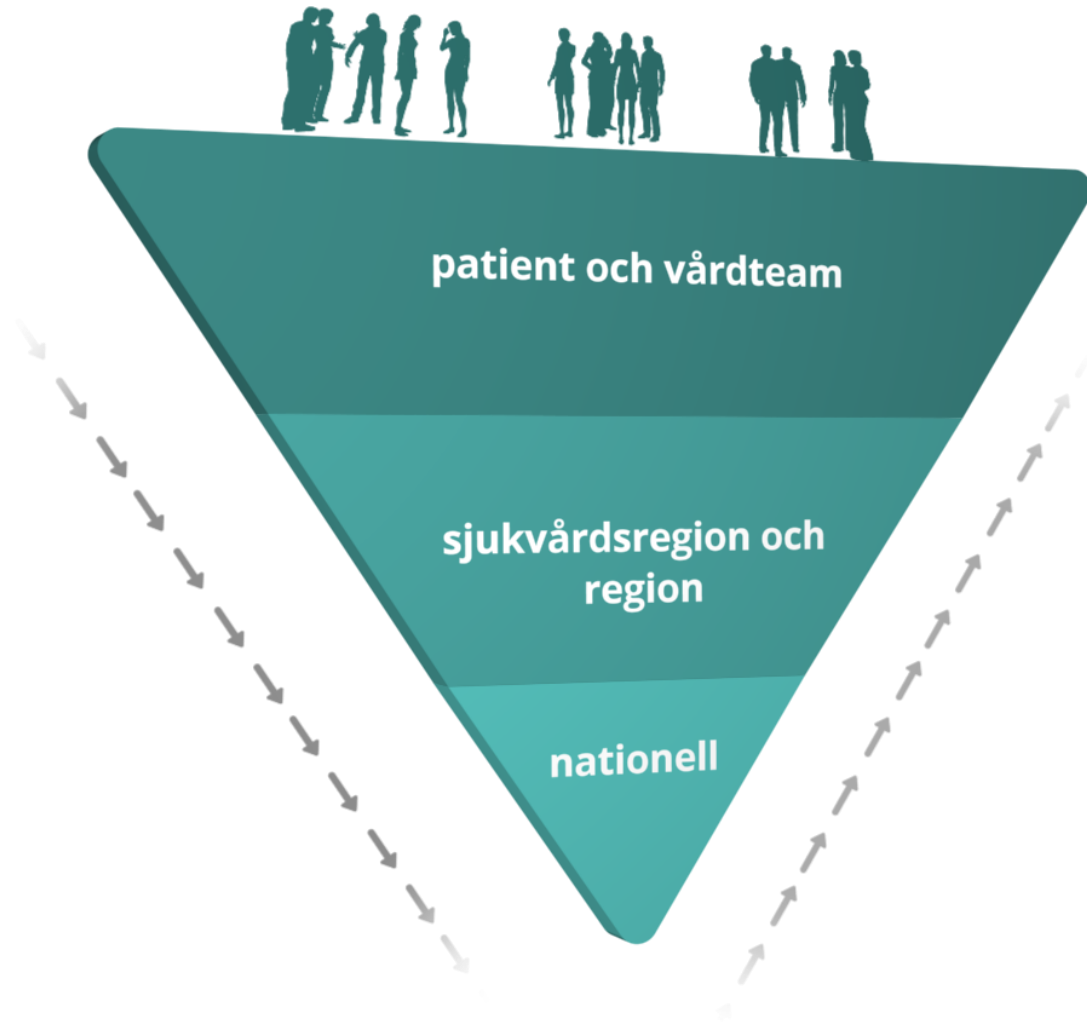 patient och vårdteam
sjukvårdsregion och
region
nationell